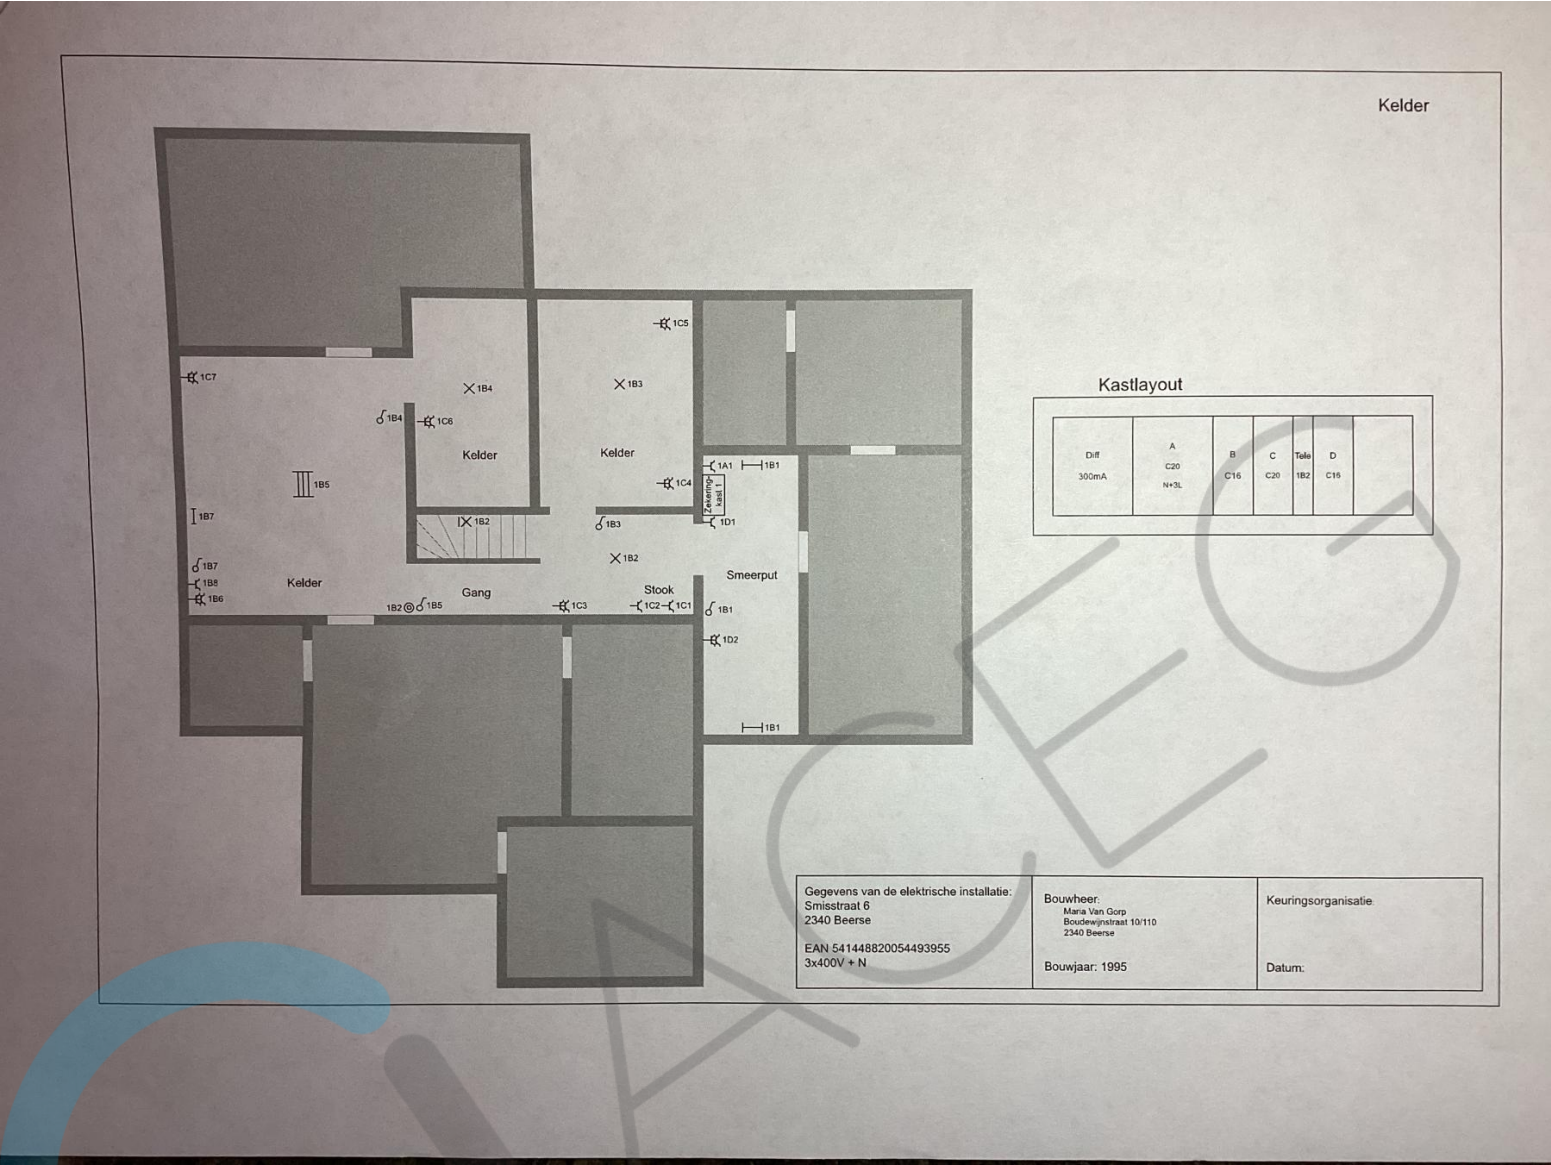 Kelder
1C5
1C7
1B4
1B3
1B4
1C6
Kelder
Kelder
1A1
1B1
1B5
1C4
Zekering-
kast 1
1B7
1B2
1B3
1D1
1B2
1B7
Smeerput
1B8
Kelder
Gang
Stook
1B6
1B2
1B5
1C3
1C2
1C1
1B1
1D2
1B1
Kastlayout
Diff
300mA
A
C20
N+3L
B
C16
C
C20
Tele
1B2
D
C16
Gegevens van de elektrische installatie:
Smisstraat 6
2340 Beerse
EAN 541448820054493955
3x400V + N
Bouwheer:
Maria Van Gorp
Boudewijnstraat 10/110
2340 Beerse
Bouwjaar: 1995
Keuringsorganisatie:
Datum:
ACEG